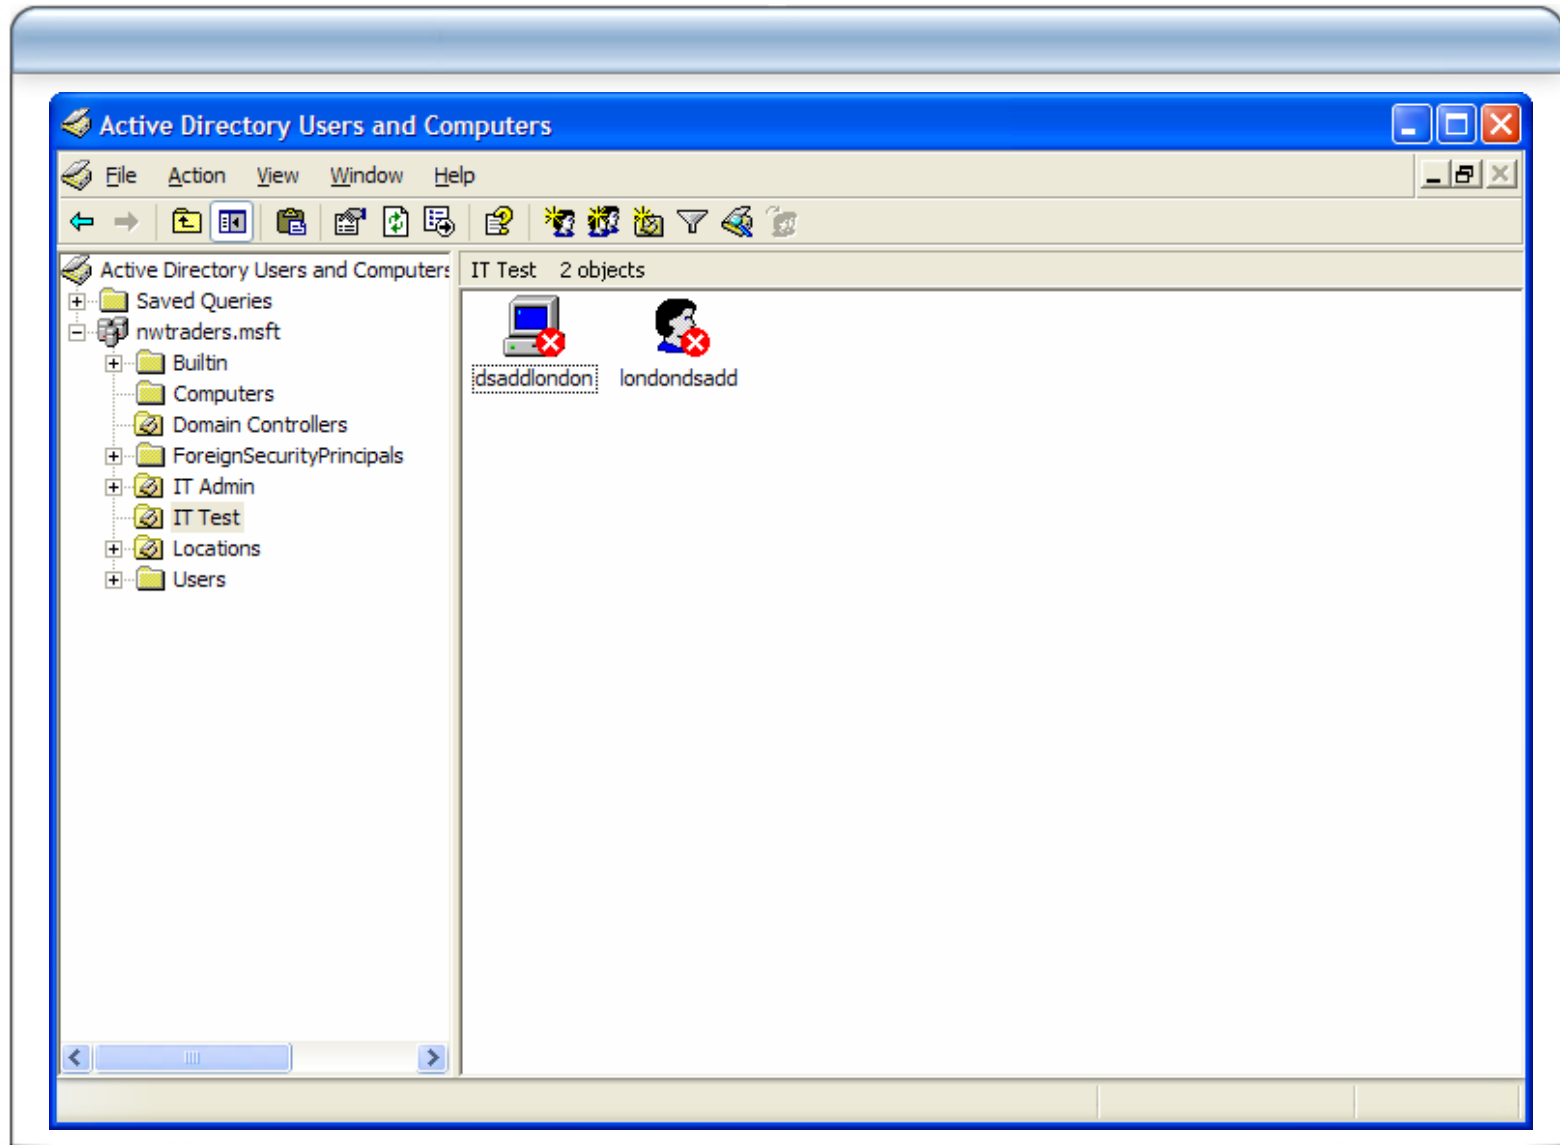 Active Directory Users and Computers
File Action View Window Help
Active Directory Users and Computers
Saved Queries
nwtraders.msft
Builtin
Computers
Domain Controllers
ForeignSecurityPrincipals
IT Admin
IT Test
Locations
Users
IT Test 2 objects
dsaddlondon londondsadd